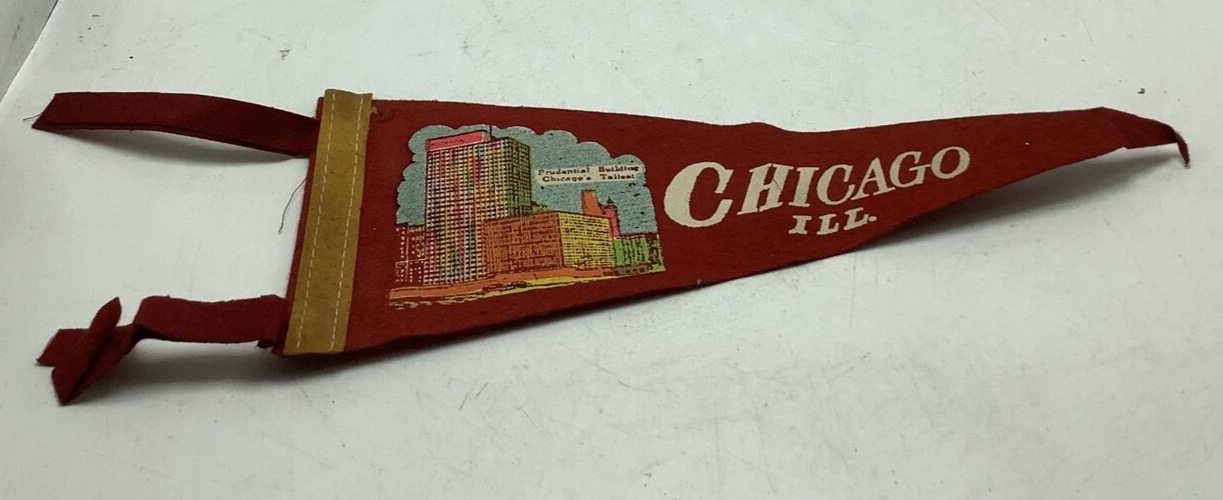 Prudential Building
Chicago's Tallest
CHICAGO
ILL.